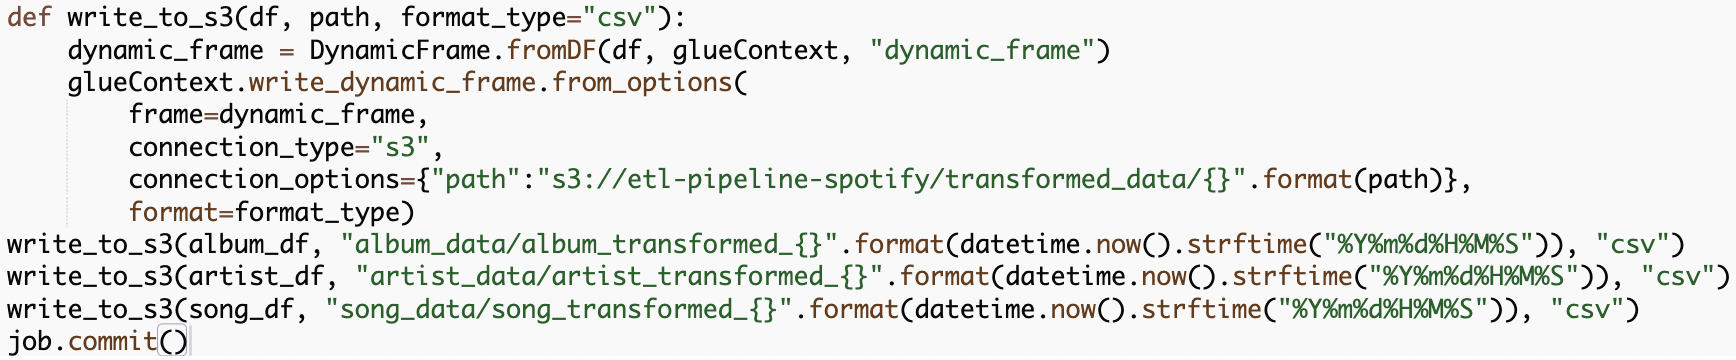 def write_to_s3(df, path, format_type="csv"):
    dynamic_frame = DynamicFrame.fromDF(df, glueContext, "dynamic_frame")
    glueContext.write_dynamic_frame.from_options(
        frame=dynamic_frame,
        connection_type="s3",
        connection_options={"path":"s3://etl-pipeline-spotify/transformed_data/{}".format(path)},
        format=format_type)
write_to_s3(album_df, "album_data/album_transformed_{}".format(datetime.now().strftime("%Y%m%d%H%M%S")), "csv")
write_to_s3(artist_df, "artist_data/artist_transformed_{}".format(datetime.now().strftime("%Y%m%d%H%M%S")), "csv")
write_to_s3(song_df, "song_data/song_transformed_{}".format(datetime.now().strftime("%Y%m%d%H%M%S")), "csv")
job.commit()